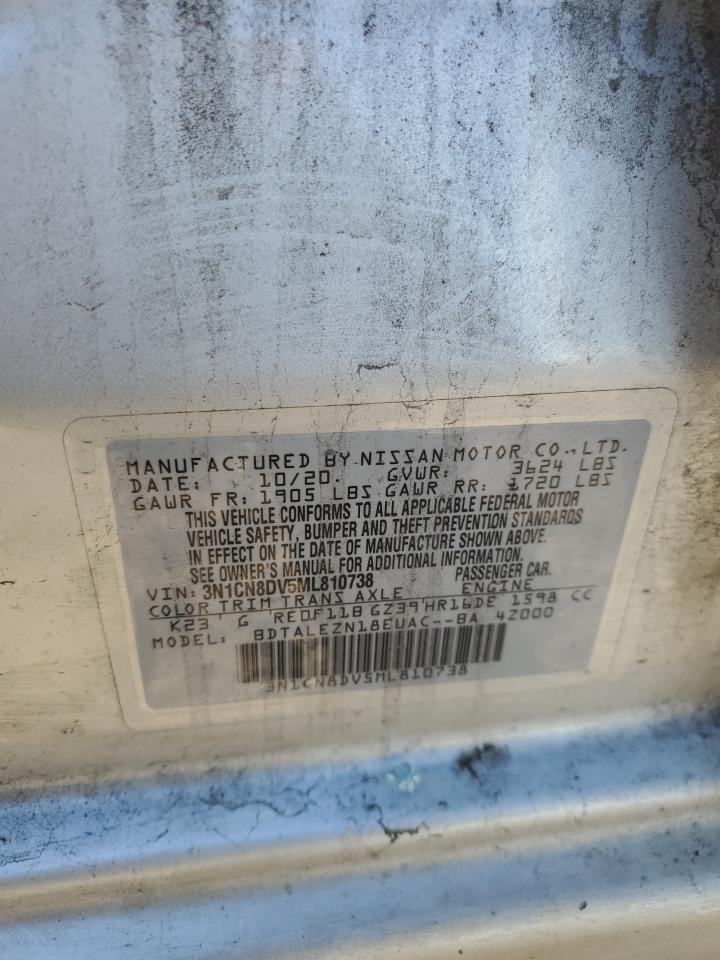 MANUFACTURED BY NISSAN MOTOR CO., LTD.
DATE: 10/20. GVWR: 3624 LBS
GAWR FR: 1905 LBS GAWR RR: 1720 LBS
THIS VEHICLE CONFORMS TO ALL APPLICABLE FEDERAL MOTOR
VEHICLE SAFETY, BUMPER AND THEFT PREVENTION STANDARDS
IN EFFECT ON THE DATE OF MANUFACTURE SHOWN ABOVE.
SEE OWNER'S MANUAL FOR ADDITIONAL INFORMATION.
VIN: 3N1CN8DV5ML810738 PASSENGER CAR.
COLOR TRIM TRANS AXLE ENGINE
K23 G RE0F11B GZ39 HR16DE 1598 CC
MODEL: BDTALEZN18EUAC--BA 4Z000
3N1CN8DV5ML810738